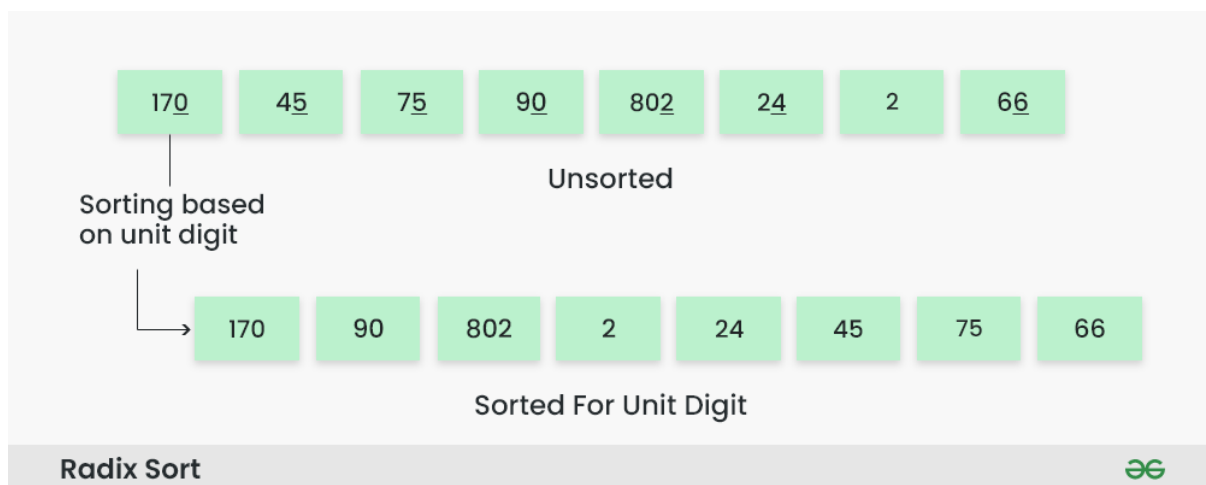 170 45 75 90 802 24 2 66
Unsorted
Sorting based
on unit digit
170 90 802 2 24 45 75 66
Sorted For Unit Digit
Radix Sort